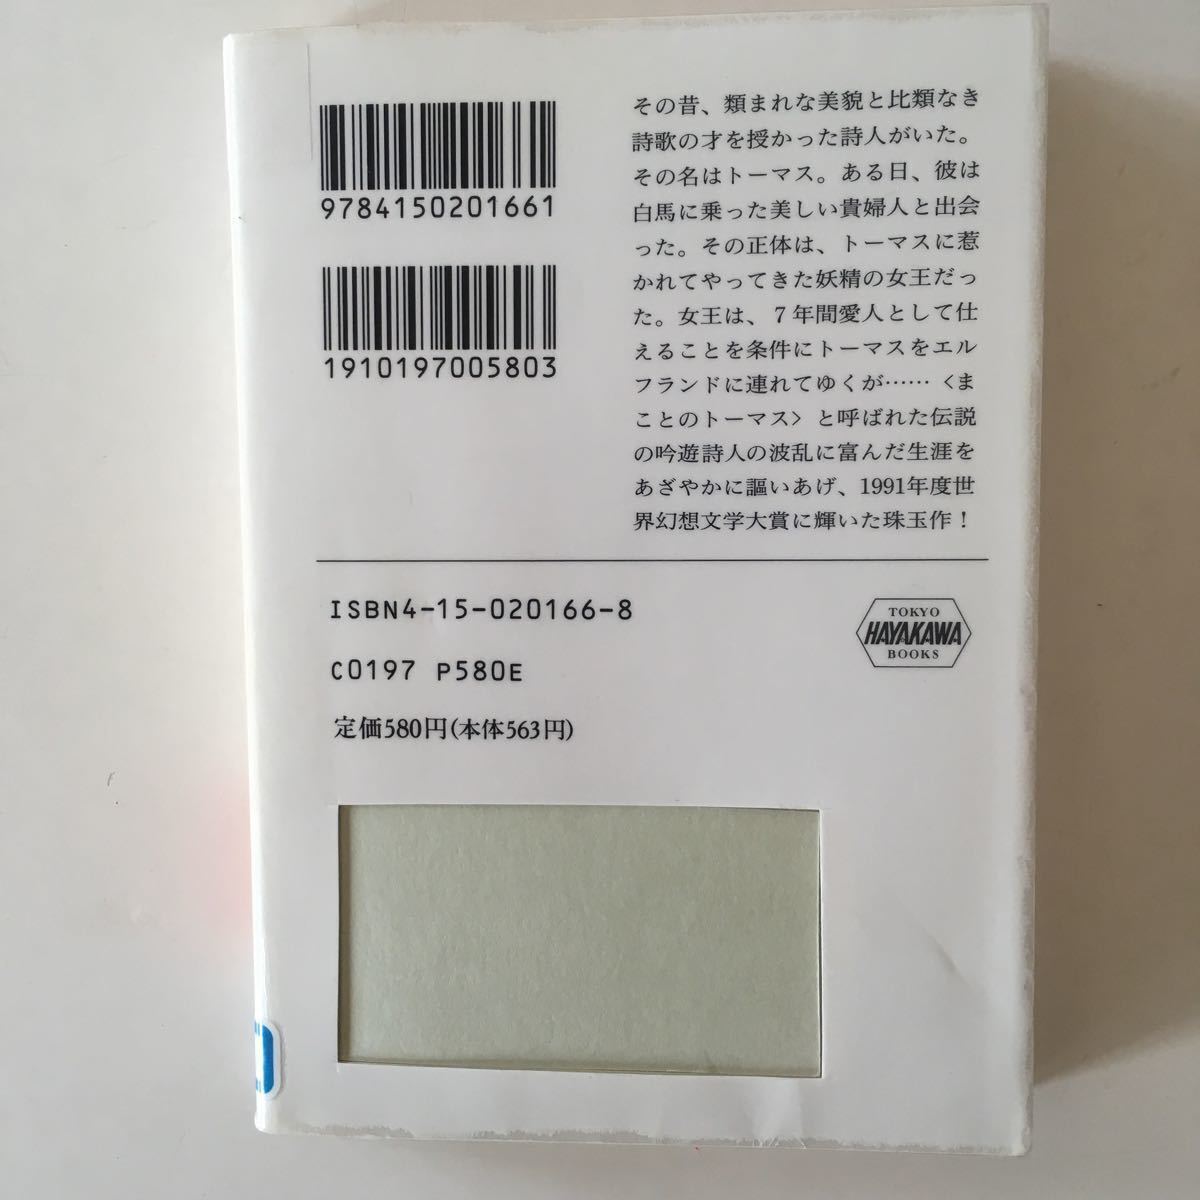 9784150201661
1910197005803
その昔、類まれな美貌と比類なき
詩歌の才を授かった詩人がいた。
その名はトーマス。ある日、彼は
白馬に乗った美しい貴婦人と出会
った。その正体は、トーマスに惹
かれてやってきた妖精の女王だっ
た。女王は、7年間愛人として仕
えることを条件にトーマスをエル
フランドに連れてゆくが……〈ま
ことのトーマス〉と呼ばれた伝説
の吟遊詩人の波乱に富んだ生涯を
あざやかに謳いあげ、1991年度世
界幻想文学大賞に輝いた珠玉作！
ISBN4-15-020166-8
C0197 P580E
定価580円(本体563円)
TOKYO
HAYAKAWA
BOOKS